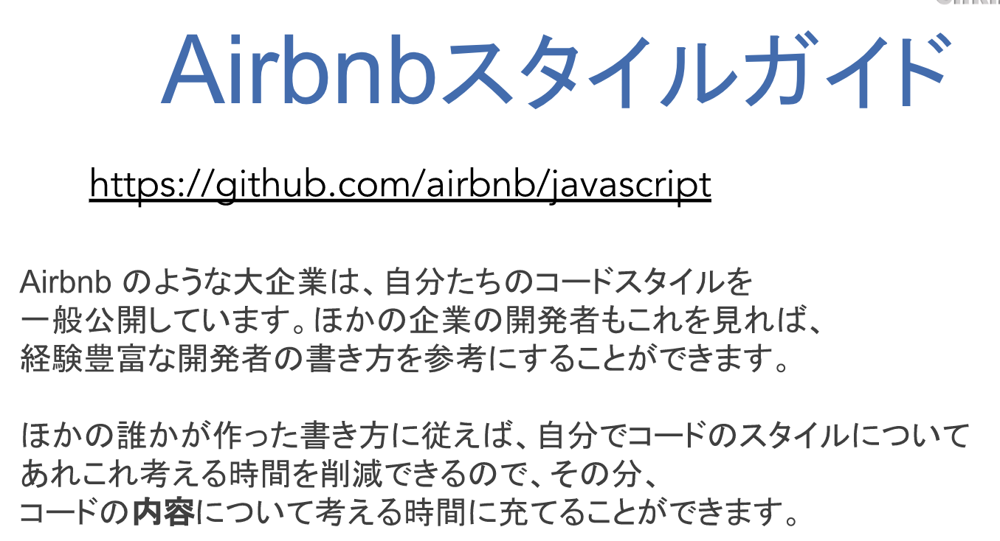 Airbnbスタイルガイド
https://github.com/airbnb/javascript
Airbnb のような大企業は、自分たちのコードスタイルを
一般公開しています。ほかの企業の開発者もこれを見れば、
経験豊富な開発者の書き方を参考にすることができます。
ほかの誰かが作った書き方に従えば、自分でコードのスタイルについて
あれこれ考える時間を削減できるので、その分、
コードの内容について考える時間に充てることができます。